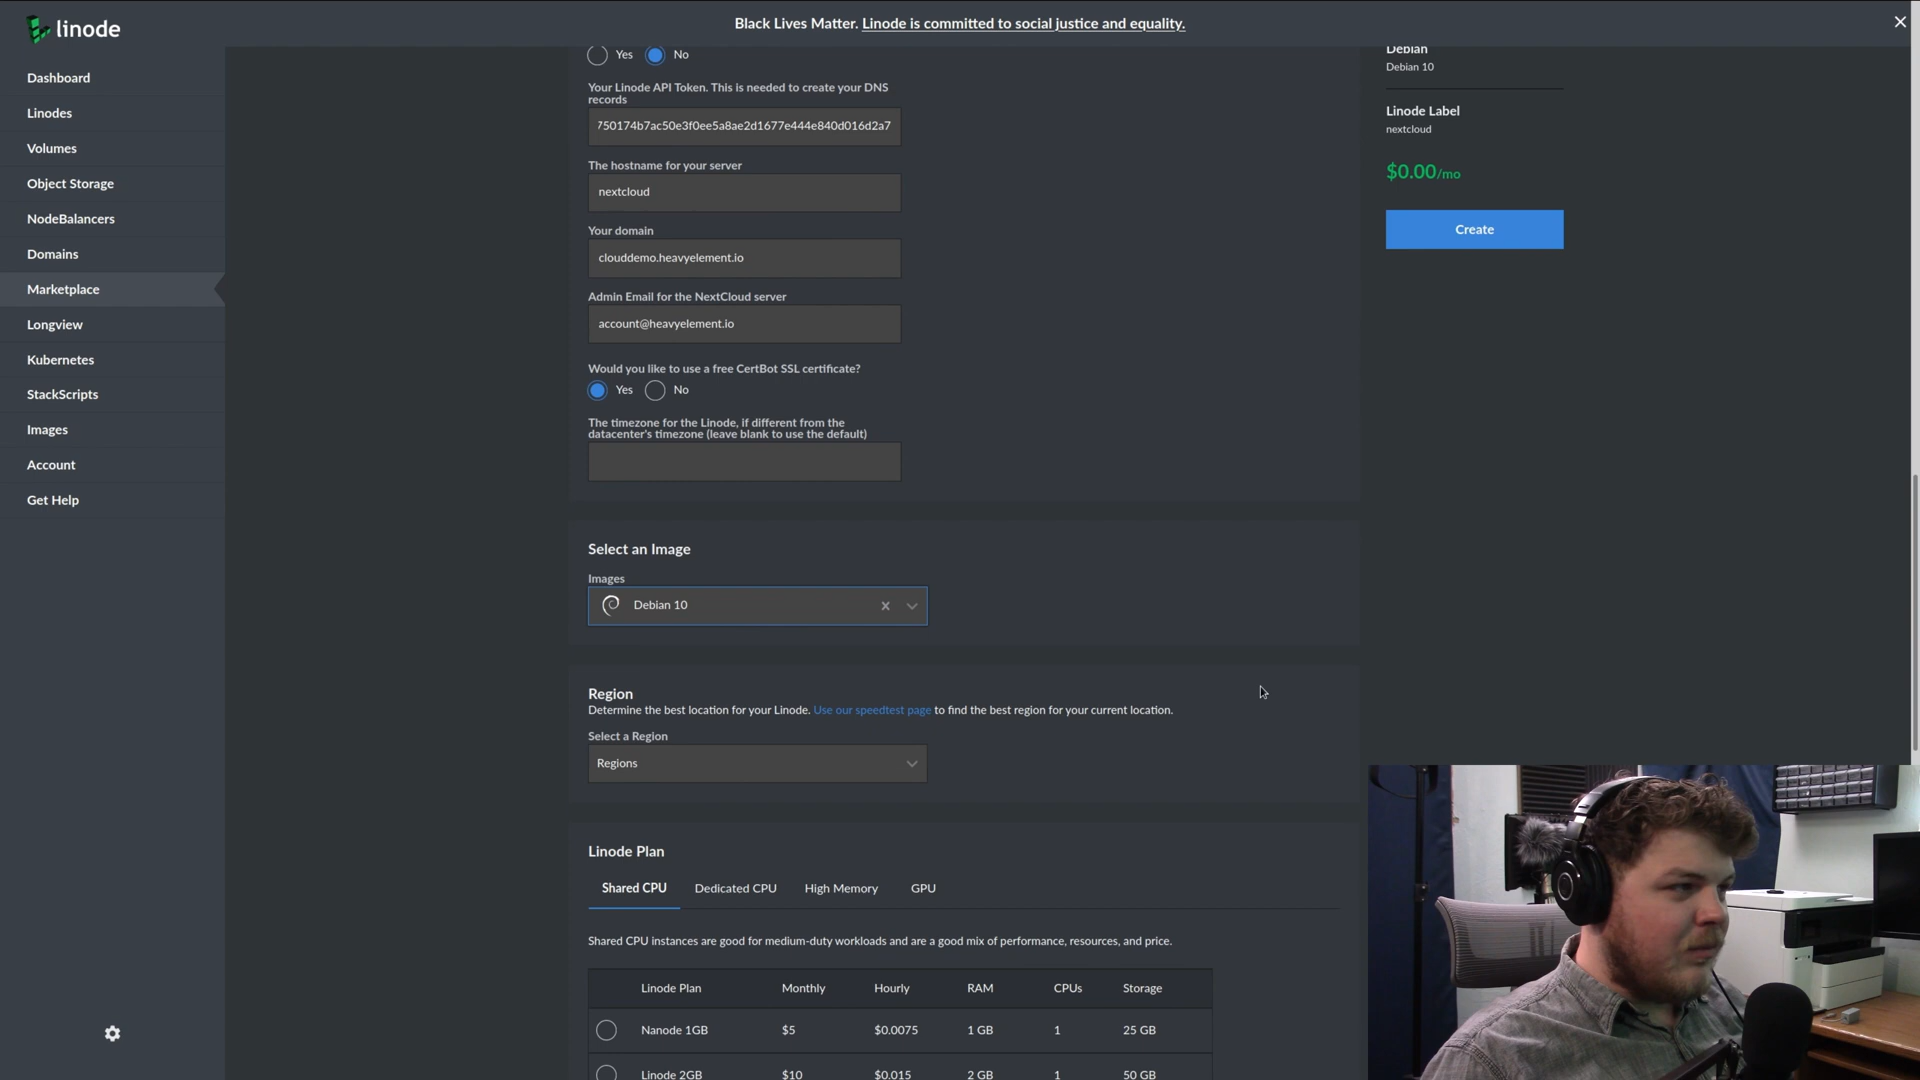 linode
Black Lives Matter. Linode is committed to social justice and equality.
Dashboard
Linodes
Volumes
Object Storage
NodeBalancers
Domains
Marketplace
Longview
Kubernetes
StackScripts
Images
Account
Get Help
Yes No
Your Linode API Token. This is needed to create your DNS
records
750174b7ac50e3f0ee5a8ae2d1677e444e840d016d2a7
The hostname for your server
nextcloud
Your domain
clouddemo.heavyelement.io
Admin Email for the NextCloud server
account@heavyelement.io
Would you like to use a free CertBot SSL certificate?
Yes No
The timezone for the Linode, if different from the
datacenter's timezone (leave blank to use the default)
Select an Image
Images
Debian 10
Region
Determine the best location for your Linode. Use our speedtest page to find the best region for your current location.
Select a Region
Regions
Linode Plan
Shared CPU Dedicated CPU High Memory GPU
Shared CPU instances are good for medium-duty workloads and are a good mix of performance, resources, and price.
Linode Plan Monthly Hourly RAM CPUs Storage
Nanode 1GB $5 $0.0075 1 GB 1 25 GB
Linode 2GB $10 $0.015 2 GB 1 50 GB
Debian
Debian 10
Linode Label
nextcloud
$0.00/mo
Create